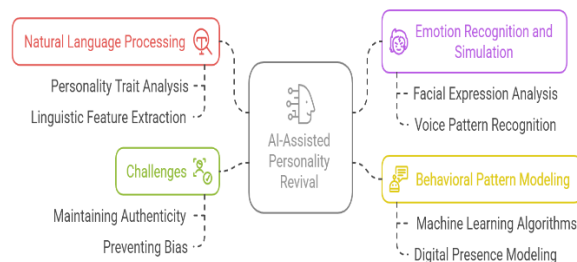 Natural Language Processing
Personality Trait Analysis
Linguistic Feature Extraction
Challenges
Maintaining Authenticity
Preventing Bias
AI-Assisted
Personality
Revival
Emotion Recognition and
Simulation
Facial Expression Analysis
Voice Pattern Recognition
Behavioral Pattern Modeling
Machine Learning Algorithms
Digital Presence Modeling